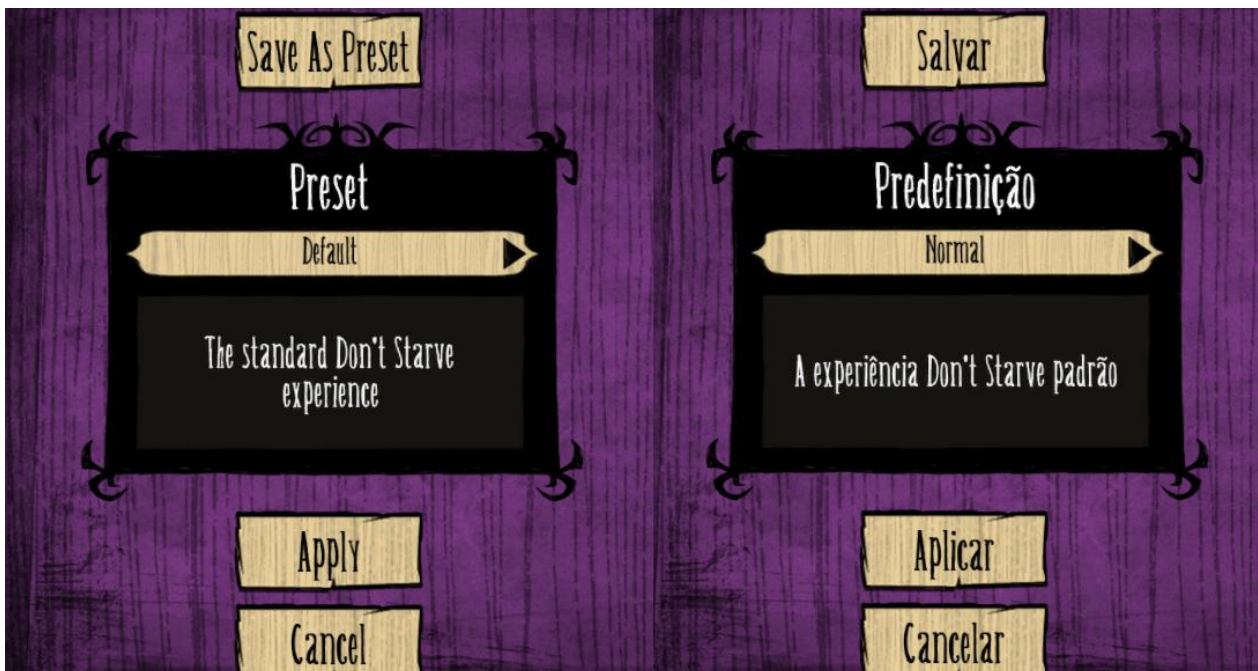 Save As Preset
Preset
Default
The standard Don't Starve
experience
Apply
Cancel
Salvar
Predefinição
Normal
A experiência Don't Starve padrão
Aplicar
Cancelar